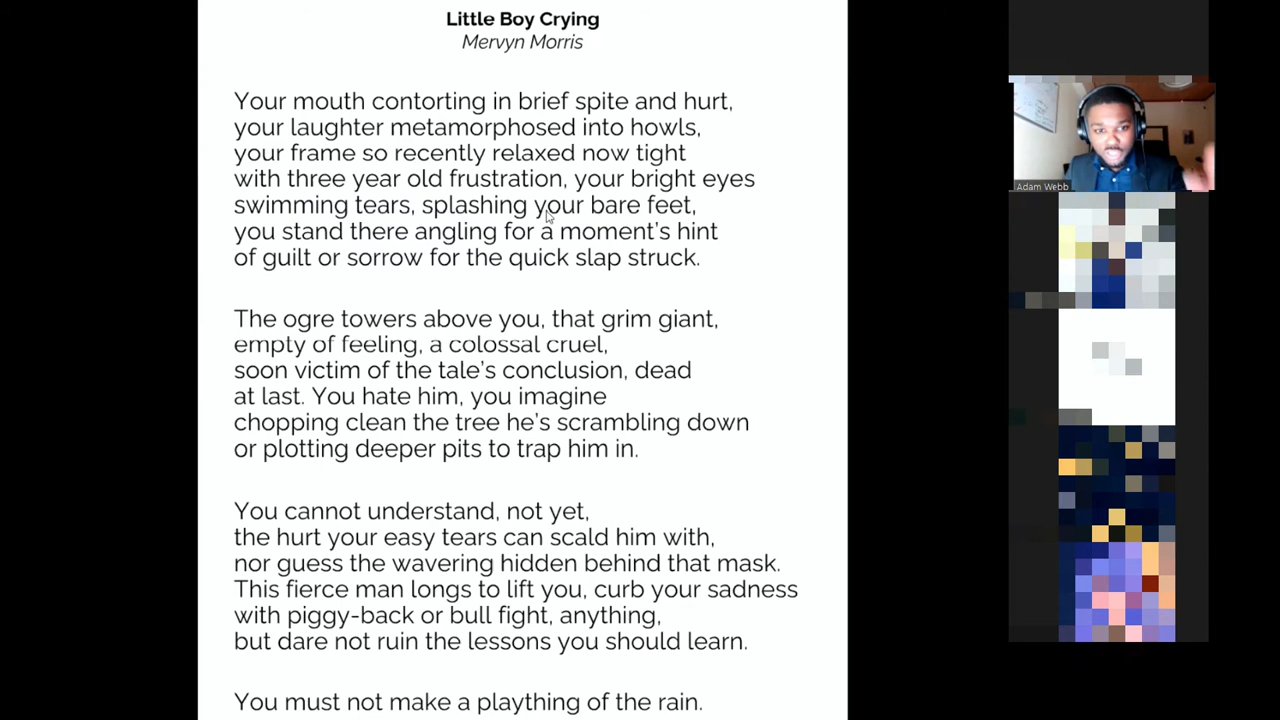 Little Boy Crying
Mervyn Morris
Your mouth contorting in brief spite and hurt,
your laughter metamorphosed into howls,
your frame so recently relaxed now tight
with three year old frustration, your bright eyes
swimming tears, splashing your bare feet,
you stand there angling for a moment's hint
of guilt or sorrow for the quick slap struck.
The ogre towers above you, that grim giant,
empty of feeling, a colossal cruel,
soon victim of the tale's conclusion, dead
at last. You hate him, you imagine
chopping clean the tree he's scrambling down
or plotting deeper pits to trap him in.
You cannot understand, not yet,
the hurt your easy tears can scald him with,
nor guess the wavering hidden behind that mask.
This fierce man longs to lift you, curb your sadness
with piggy-back or bull fight, anything,
but dare not ruin the lessons you should learn.
You must not make a plaything of the rain.
Adam Webb